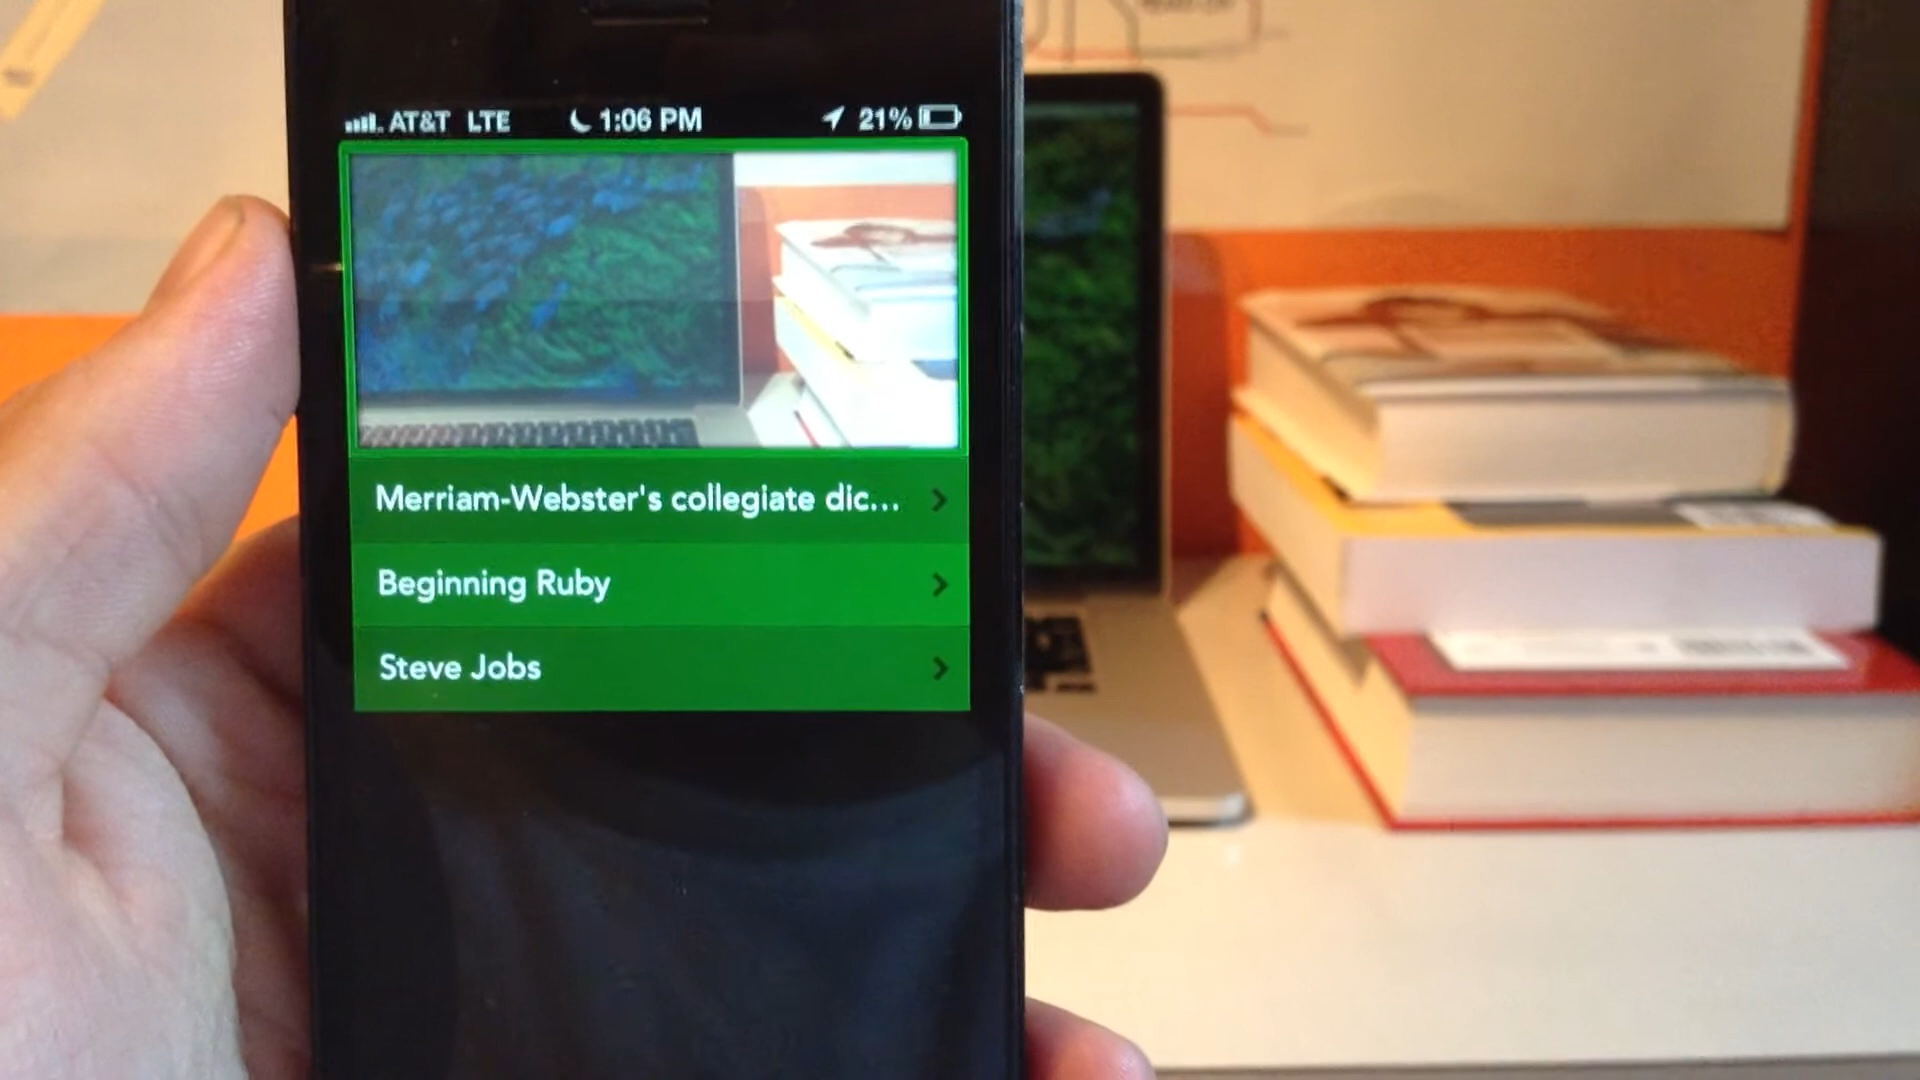 AT&T LTE 1:06 PM 21%
Merriam-Webster's collegiate dic...
Beginning Ruby
Steve Jobs